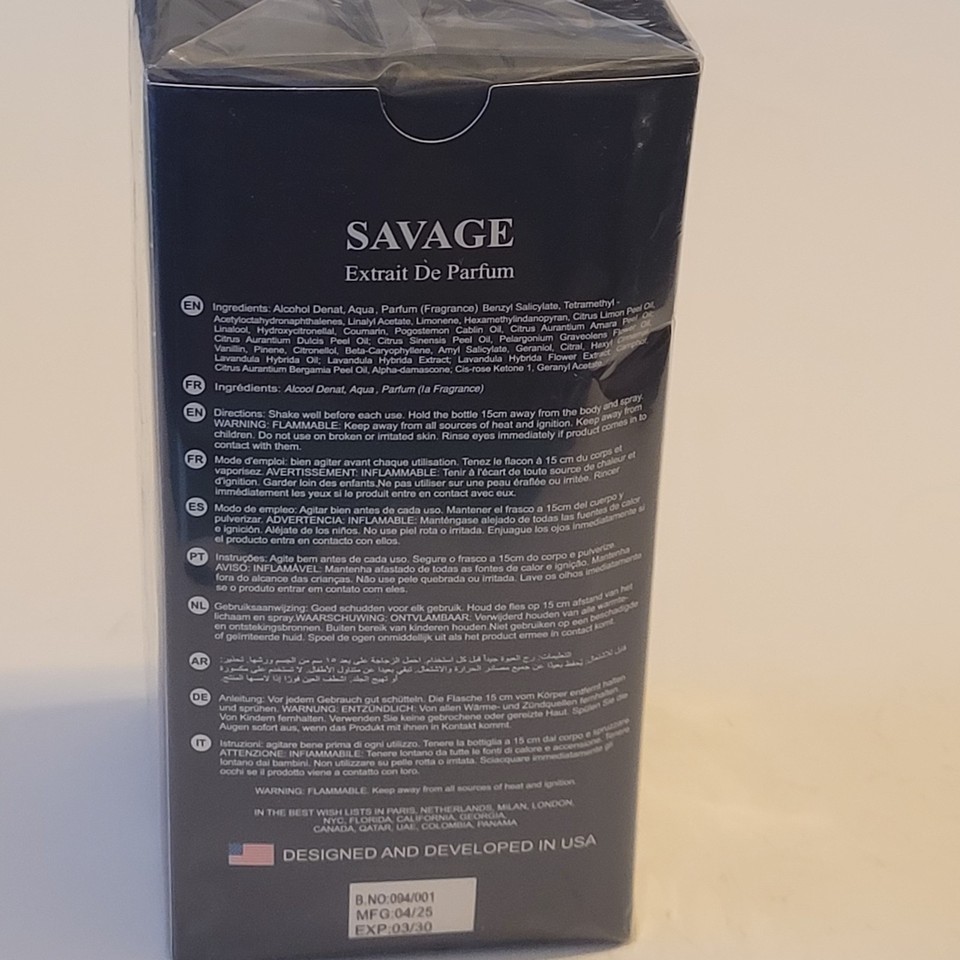 SAVAGE
Extrait De Parfum
EN Ingredients: Alcohol Denat, Aqua , Parfum (Fragrance) Benzyl Salicylate, Tetramethyl -
Acetyloctahydronaphthalenes, Linalyl Acetate, Limonene, Hexamethylindanopyran, Citrus Limon Peel Oil,
Linalool, Hydroxycitronellal, Coumarin, Pogostemon Cablin Oil, Citrus Aurantium Amara Peel Oil;
Citrus Aurantium Dulcis Peel Oil; Citrus Sinensis Peel Oil, Pelargonium Graveolens Flower Oil,
Vanillin, Pinene, Citronellol, Beta-Caryophyllene, Amyl Salicylate, Geraniol, Citral, Hexyl
Lavandula Hybrida Oil; Lavandula Hybrida Extract; Lavandula Hybrida Flower Extract, Camphor,
Citrus Aurantium Bergamia Peel Oil, Alpha-damascone; Cis-rose Ketone 1, Geranyl Acetate
FR Ingrédients: Alcool Denat, Aqua , Parfum (la Fragrance)
EN Directions: Shake well before each use. Hold the bottle 15cm away from the body and spray.
WARNING: FLAMMABLE: Keep away from all sources of heat and ignition. Keep away from
children. Do not use on broken or irritated skin. Rinse eyes immediately if product comes in to
contact with them.
FR Mode d'emploi: bien agiter avant chaque utilisation. Tenez le flacon à 15 cm du corps et
vaporisez. AVERTISSEMENT: INFLAMMABLE: Tenir à l'écart de toute source de chaleur et
d'ignition. Garder loin des enfants.Ne pas utiliser sur une peau éraflée ou irritée. Rincer
immédiatement les yeux si le produit entre en contact avec eux.
ES Modo de empleo: Agitar bien antes de cada uso. Mantener el frasco a 15cm del cuerpo y
pulverizar. ADVERTENCIA: INFLAMABLE: Manténgase alejado de todas las fuentes de calor
e ignición. Aléjate de los niños. No use piel rota o irritada. Enjuague los ojos inmediatamente si
el producto entra en contacto con ellos.
PT Instruções: Agite bem antes de cada uso. Segure o frasco a 15cm do corpo e pulverize.
AVISO: INFLAMÁVEL: Mantenha afastado de todas as fontes de calor e ignição. Mantenha
fora do alcance das crianças. Não use pele quebrada ou irritada. Lave os olhos imediatamente
se o produto entrar em contato com eles.
NL Gebruiksaanwijzing: Goed schudden voor elk gebruik. Houd de fles op 15 cm afstand van het
lichaam en spray.WAARSCHUWING: ONTVLAMBAAR: Verwijderd houden van alle warmte-
en ontstekingsbronnen. Buiten bereik van kinderen houden.Niet gebruiken op een beschadigde
of geïrriteerde huid. Spoel de ogen onmiddellijk uit als het product ermee in contact komt.
AR
DE Anleitung: Vor jedem Gebrauch gut schütteln. Die Flasche 15 cm vom Körper entfernt halten
und sprühen. WARNUNG: ENTZÜNDLICH: Von allen Wärme- und Zündquellen fernhalten.
Von Kindern fernhalten. Verwenden Sie keine gebrochene oder gereizte Haut. Spülen Sie die
Augen sofort aus, wenn das Produkt mit ihnen in Kontakt kommt.
IT Istruzioni: agitare bene prima di ogni utilizzo. Tenere la bottiglia a 15 cm dal corpo e spruzzare.
ATTENZIONE: INFIAMMABILE: Tenere lontano da tutte le fonti di calore e accensione. Tenere
lontano dai bambini. Non utilizzare su pelle rotta o irritata. Sciacquare immediatamente gli
occhi se il prodotto viene a contatto con loro.
WARNING: FLAMMABLE. Keep away from all sources of heat and ignition.
IN THE BEST WISH LISTS IN PARIS, NETHERLANDS, MILAN, LONDON,
NYC, FLORIDA, CALIFORNIA, GEORGIA,
CANADA, QATAR, UAE, COLOMBIA, PANAMA
DESIGNED AND DEVELOPED IN USA
B.NO:094/001
MFG:04/25
EXP:03/30